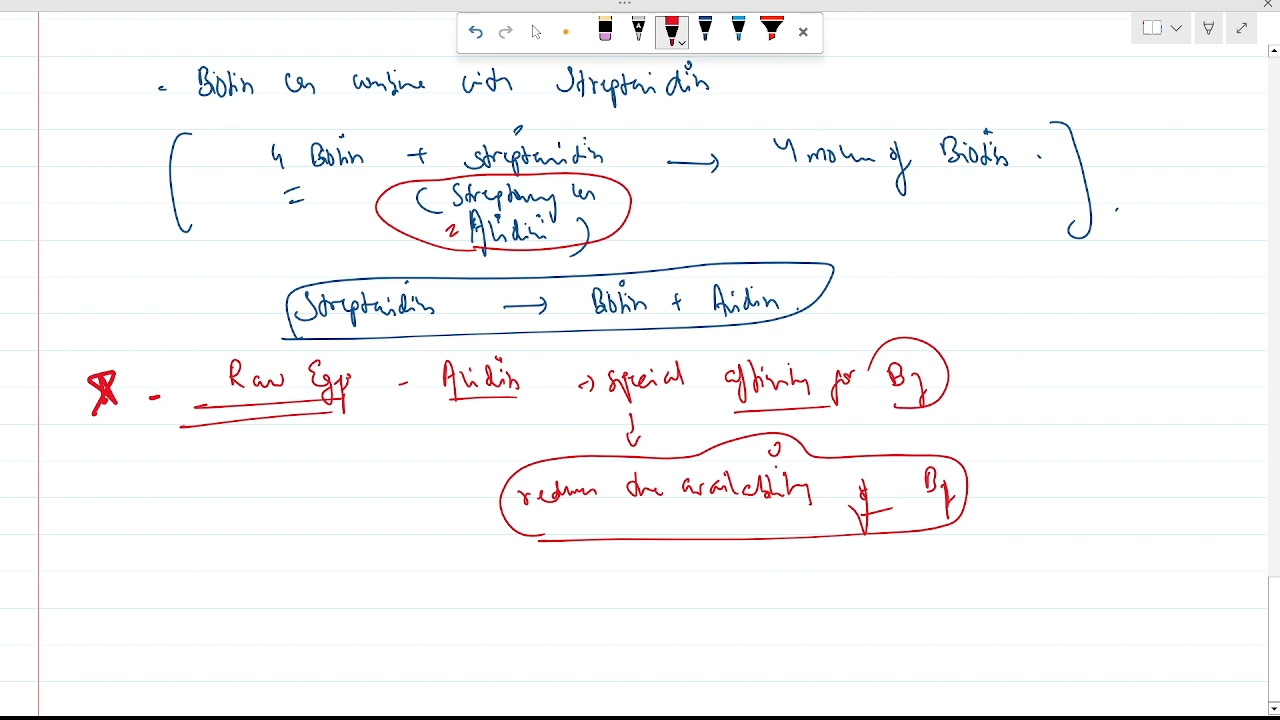 - Biotin can combine with Streptavidin
4 Biotin + Streptavidin → 4 molecu of Biotin .
(Streptomyces
Avidin)
Streptavidin → Biotin + Avidin .
- Raw Egg - Avidin → special affinity for B7
reduces the availability of B7